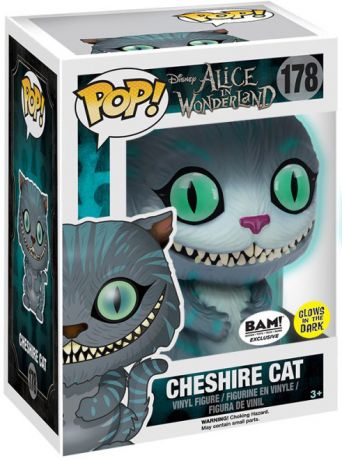 POP!
Disney
ALICE
IN
WONDERLAND
178
BAM!
EXCLUSIVE
GLOWS
IN THE
DARK
CHESHIRE CAT
VINYL FIGURE / FIGURINE EN VINYLE /
FIGURA DE VINIL
3+
WARNING: CHOKING HAZARD.
May contain small parts.
CHESHIRE CAT